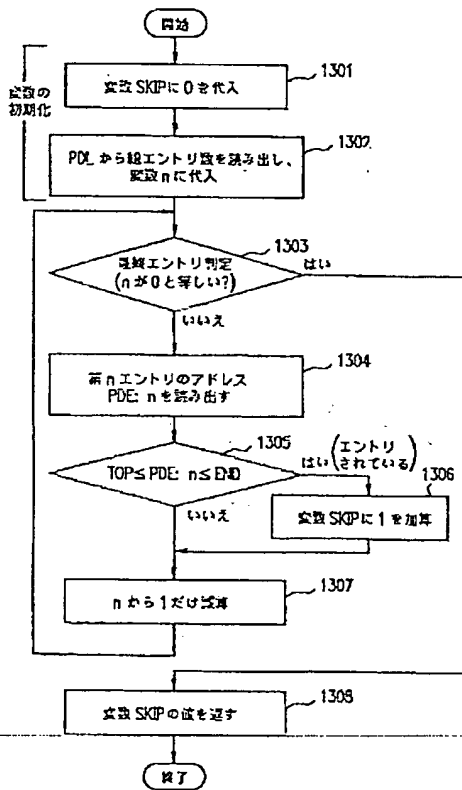 開始
変数の
初期化
変数 SKIPに 0 を代入
1301
PDL から総エントリ数を読み出し、
変数 n に代入
1302
最終エントリ判定
(n が 0 と等しい?)
1303
はい
いいえ
第 n エントリのアドレス
PDE: n を読み出す
1304
TOP≤PDE: n≤END
1305
はい(エントリ
されている)
いいえ
変数 SKIPに 1 を加算
1306
n から 1 だけ減算
1307
変数 SKIP の値を返す
1308
終了